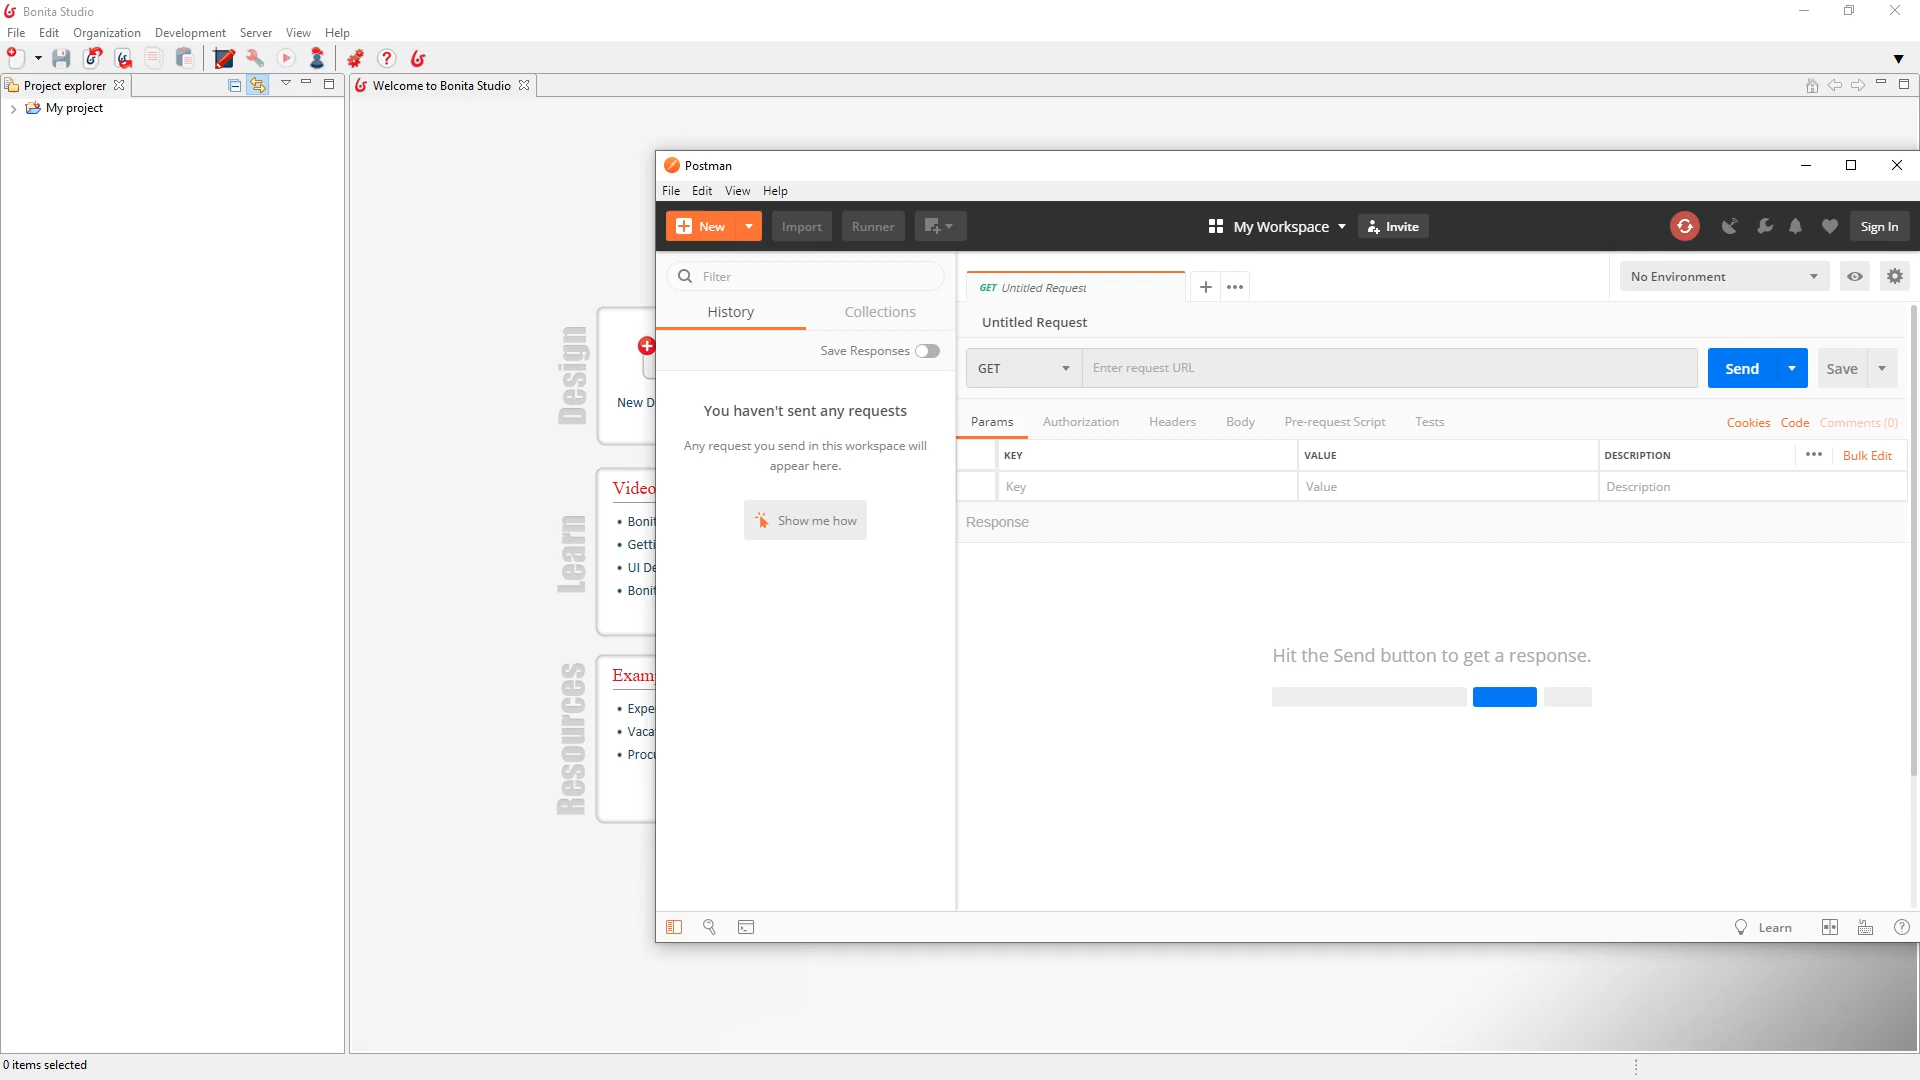 Bonita Studio
File Edit Organization Development Server View Help
Project explorer
Welcome to Bonita Studio
My project
Design
New D
Learn
Video
• Bonit
• Getti
• UI De
• Bonit
Resources
Exam
• Expe
• Vaca
• Proc
Postman
File Edit View Help
New Import Runner My Workspace Invite Sign In
Filter
History Collections
Save Responses
You haven't sent any requests
Any request you send in this workspace will
appear here.
Show me how
GET Untitled Request
No Environment
Untitled Request
GET Enter request URL Send Save
Params Authorization Headers Body Pre-request Script Tests Cookies Code Comments (0)
KEY VALUE DESCRIPTION Bulk Edit
Key Value Description
Response
Hit the Send button to get a response.
Learn
0 items selected